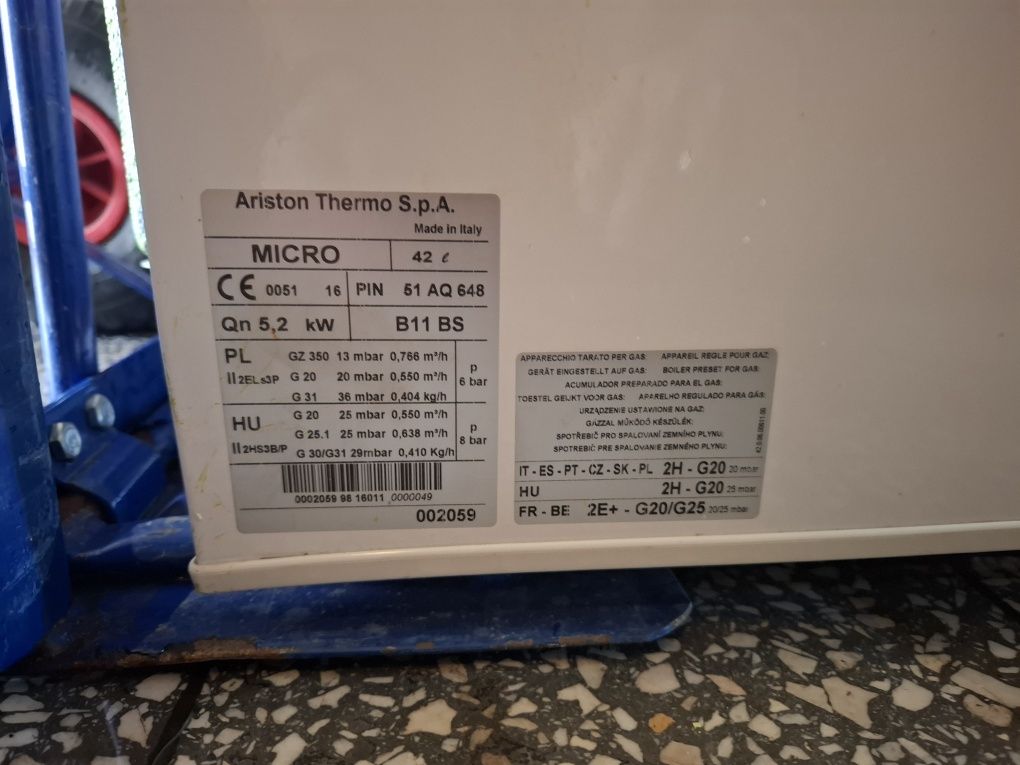 Ariston Thermo S.p.A.
Made in Italy
MICRO 42 ℓ
CE 0051 16 PIN 51 AQ 648
Qn 5,2 kW B11 BS
PL GZ 350 13 mbar 0,766 m³/h
II2ELs3P G 20 20 mbar 0,550 m³/h
G 31 36 mbar 0,404 kg/h
p
6 bar
HU G 20 25 mbar 0,550 m³/h
G 25.1 25 mbar 0,638 m³/h
II2HS3B/P G 30/G31 29mbar 0,410 Kg/h
p
8 bar
0002059 98 16011 0000049
002059
APPARECCHIO TARATO PER GAS: APPAREIL REGLE POUR GAZ:
GERÄT EINGESTELLT AUF GAS: BOILER PRESET FOR GAS:
ACUMULADOR PREPARADO PARA EL GAS:
TOESTEL GEIJKT VOOR GAS: APARELHO REGULADO PARA GÁS:
URZĄDZENIE USTAWIONE NA GAZ:
GÁZZAL MŰKÖDŐ KÉSZÜLÉK:
SPOTŘEBIČ PRO SPALOVANÍ ZEMNÍHO PLYNU:
SPOTREBIČ PRE SPALOVANIE ZEMNÉHO PLYNU:
IT - ES - PT - CZ - SK - PL 2H - G20 20 mbar
HU 2H - G20 25 mbar
FR - BE 2E+ - G20/G25 20/25 mbar